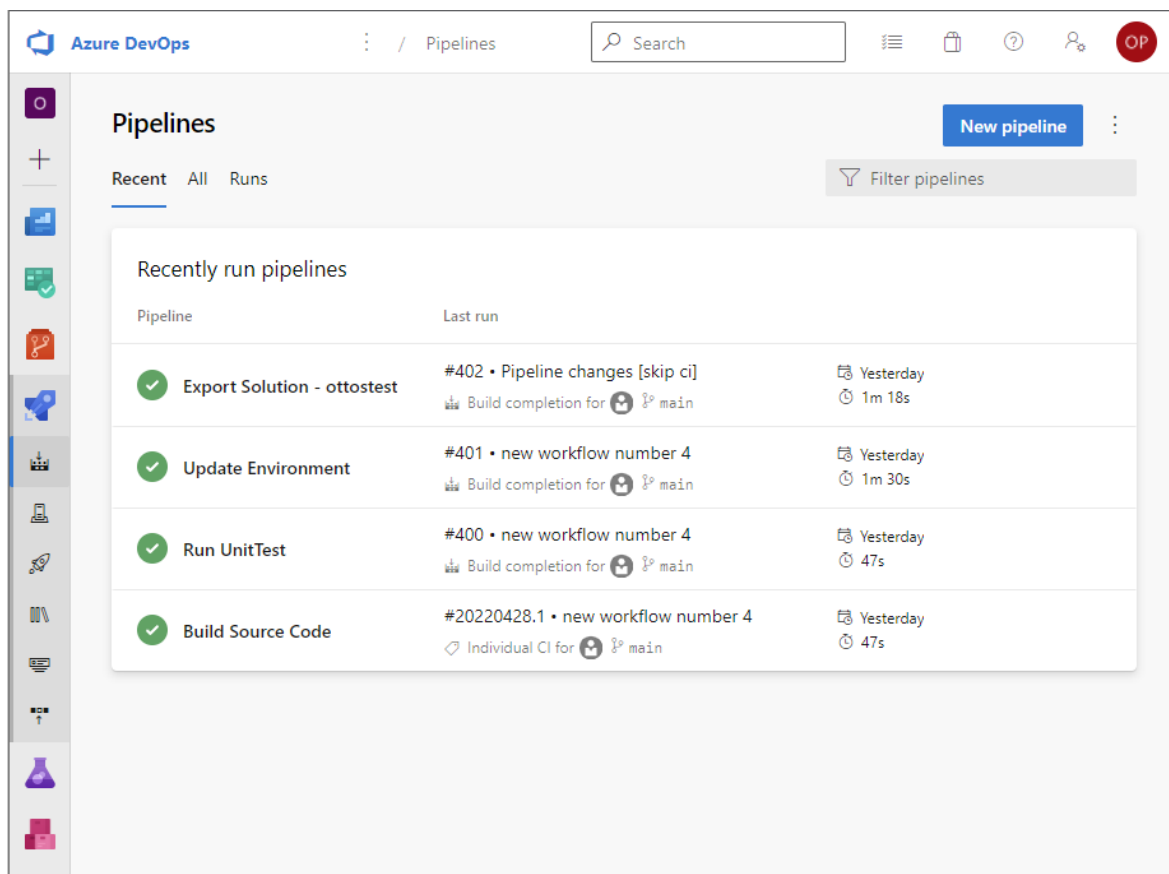 Azure DevOps / Pipelines Search OP
O
Pipelines New pipeline
Recent All Runs Filter pipelines
Recently run pipelines
Pipeline Last run
Export Solution - ottostest
#402 • Pipeline changes [skip ci]
Build completion for main
Yesterday
1m 18s
Update Environment
#401 • new workflow number 4
Build completion for main
Yesterday
1m 30s
Run UnitTest
#400 • new workflow number 4
Build completion for main
Yesterday
47s
Build Source Code
#20220428.1 • new workflow number 4
Individual CI for main
Yesterday
47s